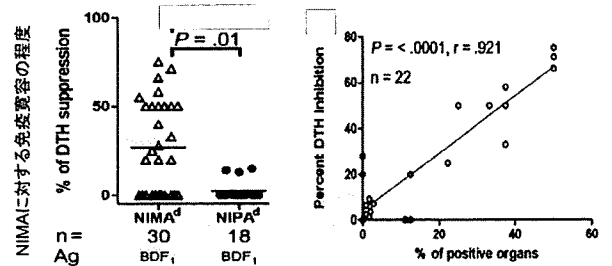 NIMAに対する免疫寛容の程度
% of DTH suppression
100
50
0
P = .01
NIMAd
NIPAd
n= 30 18
Ag BDF1 BDF1
Percent DTH Inhibition
80
60
40
20
0
P = <.0001, r = .921
n = 22
0 20 40 60
% of positive organs